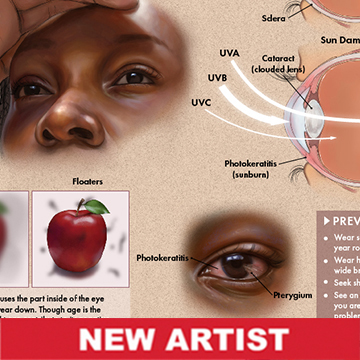 Sclera
Sun Dam
UVA
Cataract
(clouded lens)
UVB
UVC
Photokeratitis
(sunburn)
Floaters
PREV
• Wear s
year ro
• Wear h
wide br
• Seek sh
• See an
you are
problem
Photokeratitis
Pterygium
uses the part inside of the eye
year down. Though age is the
NEW ARTIST